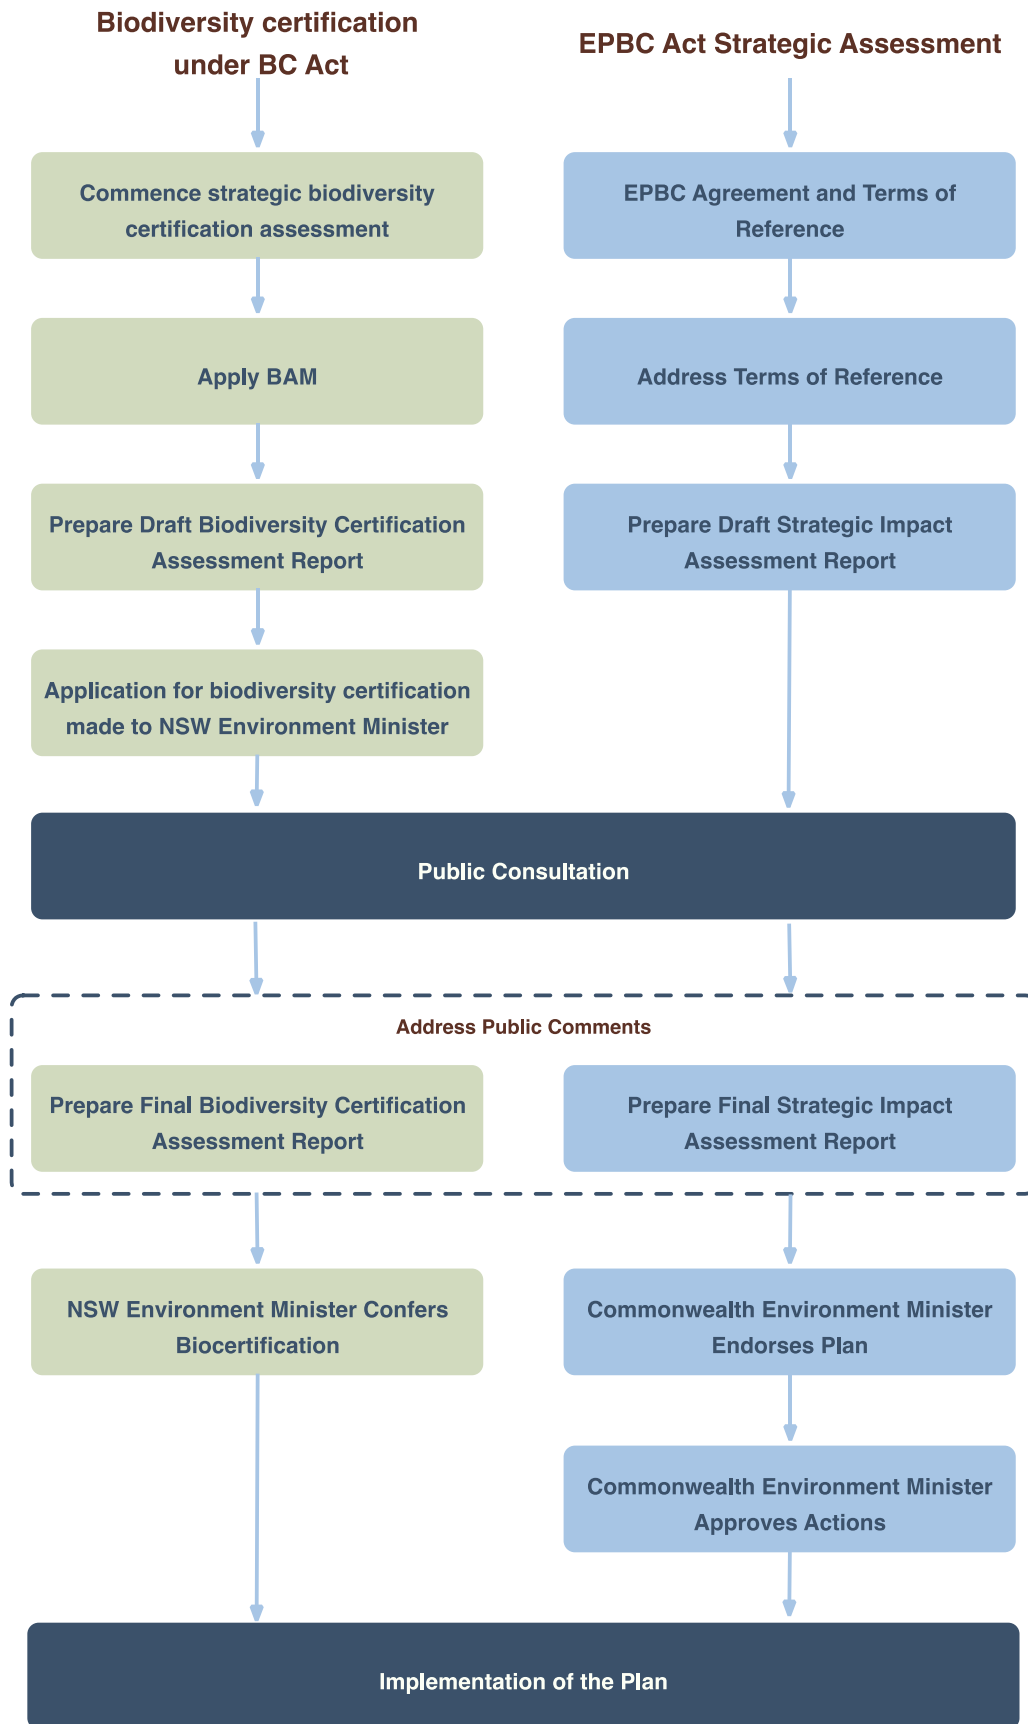 Biodiversity certification
under BC Act
EPBC Act Strategic Assessment
Commence strategic biodiversity
certification assessment
EPBC Agreement and Terms of
Reference
Apply BAM
Address Terms of Reference
Prepare Draft Biodiversity Certification
Assessment Report
Prepare Draft Strategic Impact
Assessment Report
Application for biodiversity certification
made to NSW Environment Minister
Public Consultation
Address Public Comments
Prepare Final Biodiversity Certification
Assessment Report
Prepare Final Strategic Impact
Assessment Report
NSW Environment Minister Confers
Biocertification
Commonwealth Environment Minister
Endorses Plan
Commonwealth Environment Minister
Approves Actions
Implementation of the Plan